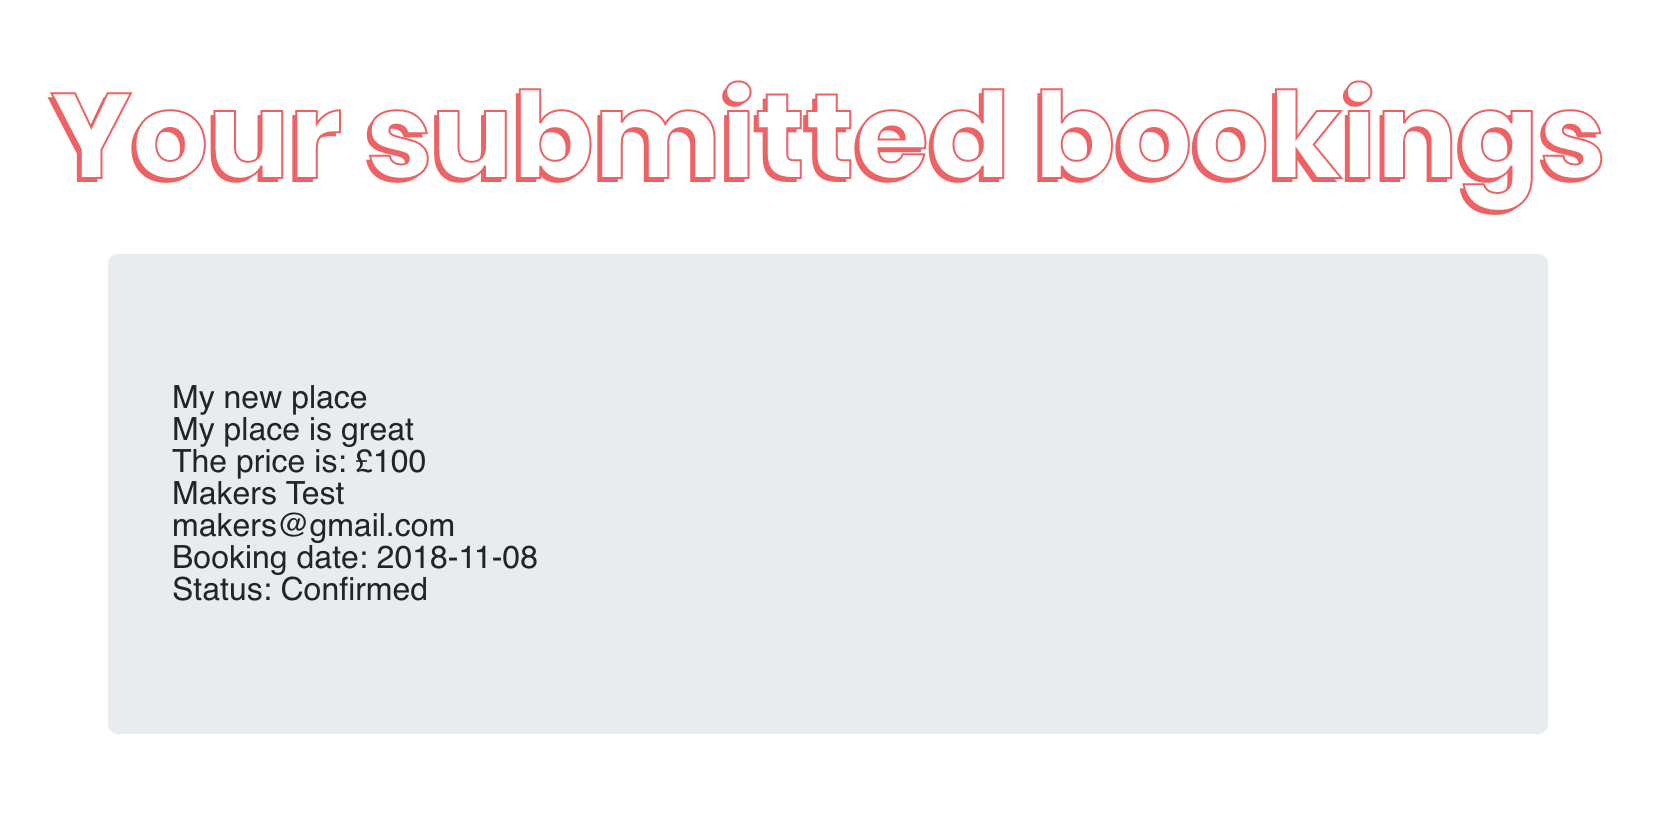 Your submitted bookings
My new place
My place is great
The price is: £100
Makers Test
makers@gmail.com
Booking date: 2018-11-08
Status: Confirmed